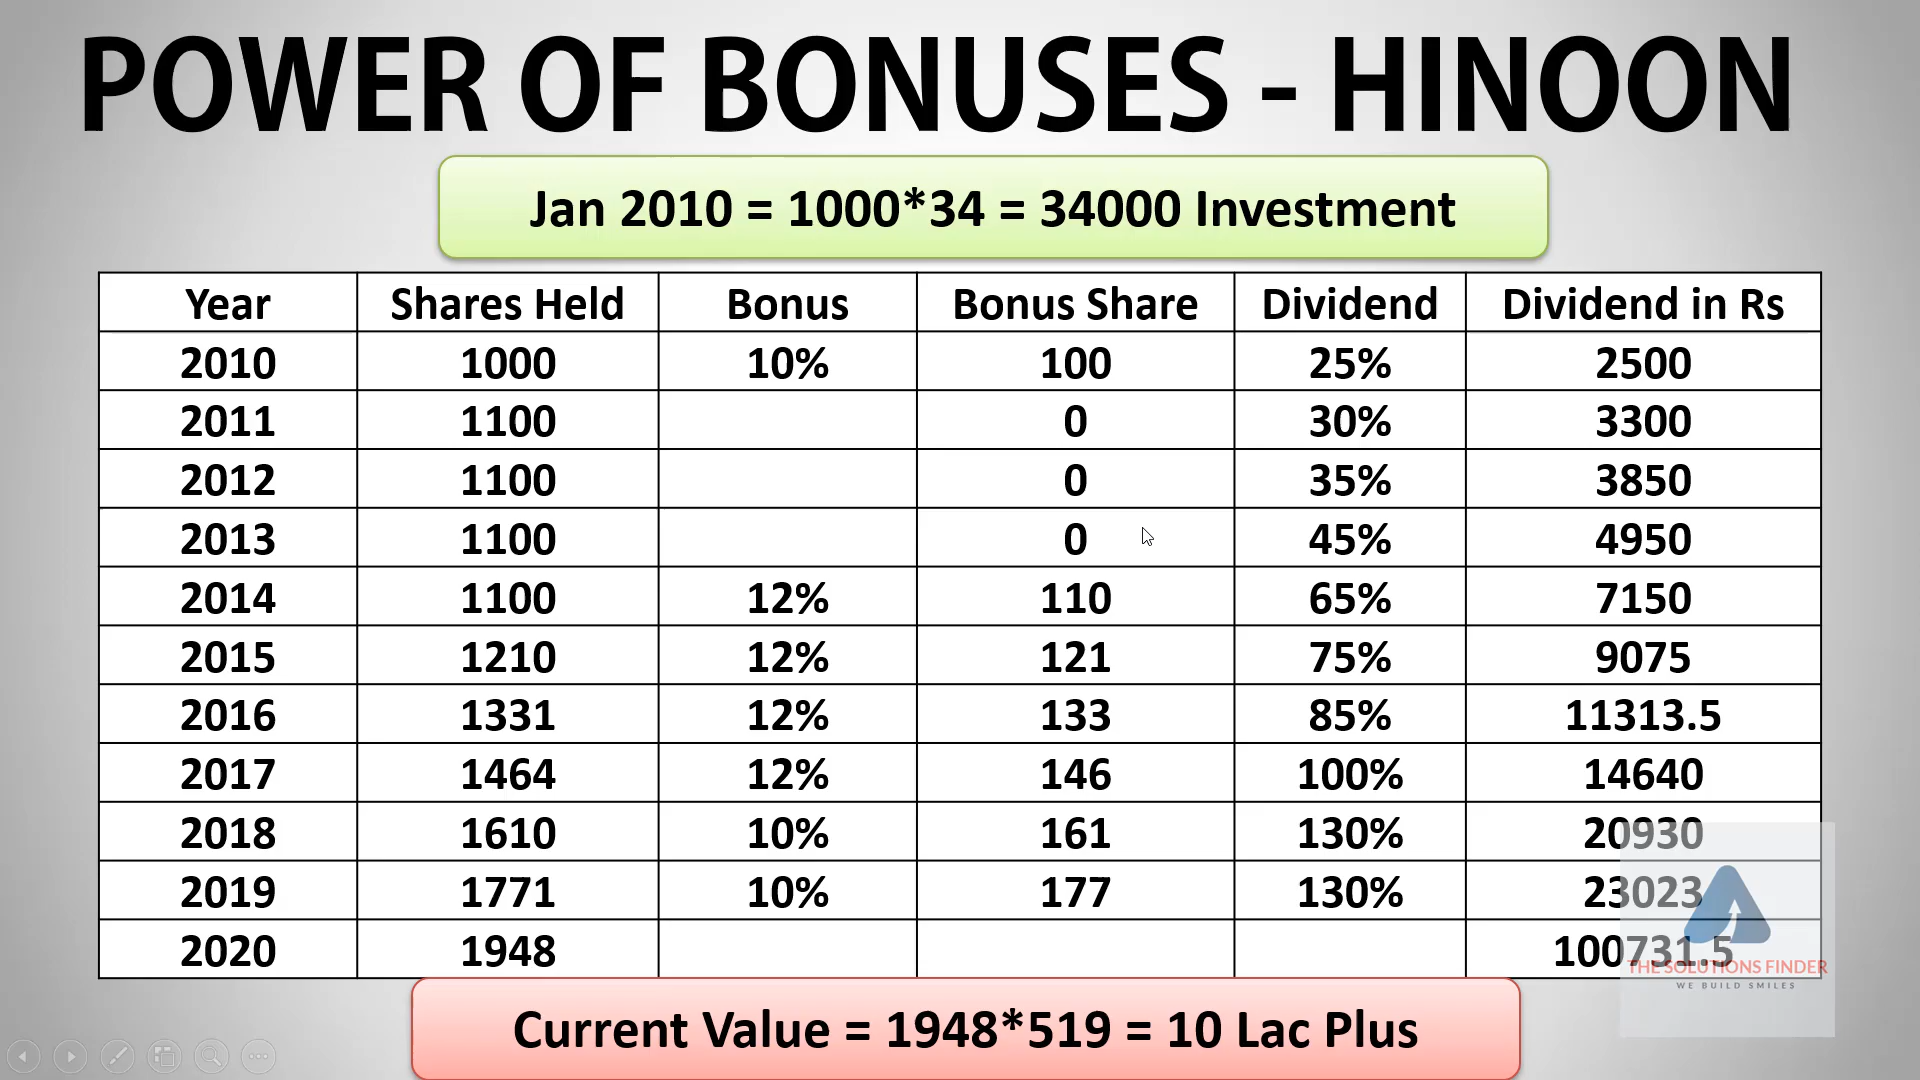 POWER OF BONUSES - HINOON
Jan 2010 = 1000*34 = 34000 Investment
Year Shares Held Bonus Bonus Share Dividend Dividend in Rs
2010 1000 10% 100 25% 2500
2011 1100 0 30% 3300
2012 1100 0 35% 3850
2013 1100 0 45% 4950
2014 1100 12% 110 65% 7150
2015 1210 12% 121 75% 9075
2016 1331 12% 133 85% 11313.5
2017 1464 12% 146 100% 14640
2018 1610 10% 161 130% 20930
2019 1771 10% 177 130% 23023
2020 1948 100731.5
THE SOLUTIONS FINDER
WE BUILD SMILES
Current Value = 1948*519 = 10 Lac Plus